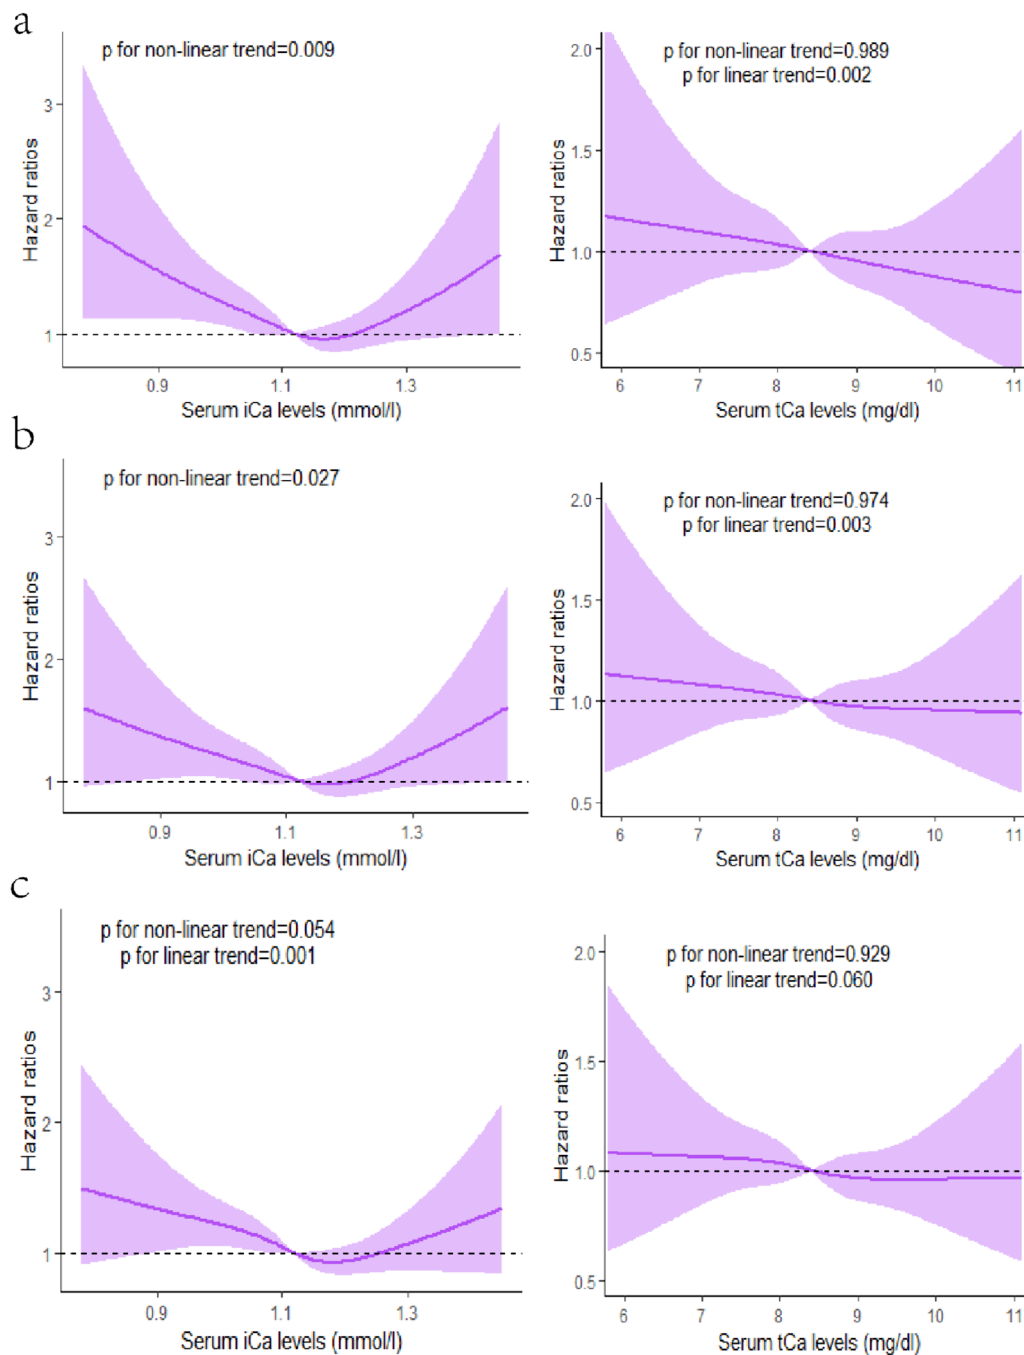 a
p for non-linear trend=0.009
Hazard ratios
3
2
1
0.9 1.1 1.3
Serum iCa levels (mmol/l)
p for non-linear trend=0.989
p for linear trend=0.002
Hazard ratios
2.0
1.5
1.0
0.5
6 7 8 9 10 11
Serum tCa levels (mg/dl)
b
p for non-linear trend=0.027
Hazard ratios
3
2
1
0.9 1.1 1.3
Serum iCa levels (mmol/l)
p for non-linear trend=0.974
p for linear trend=0.003
Hazard ratios
2.0
1.5
1.0
0.5
6 7 8 9 10 11
Serum tCa levels (mg/dl)
c
p for non-linear trend=0.054
p for linear trend=0.001
Hazard ratios
3
2
1
0.9 1.1 1.3
Serum iCa levels (mmol/l)
p for non-linear trend=0.929
p for linear trend=0.060
Hazard ratios
2.0
1.5
1.0
0.5
6 7 8 9 10 11
Serum tCa levels (mg/dl)